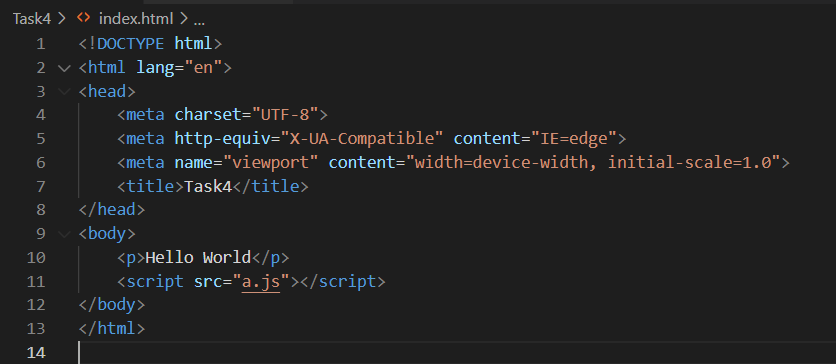 Task4 > <> index.html > ...
1 <!DOCTYPE html>
2 <html lang="en">
3 <head>
4 <meta charset="UTF-8">
5 <meta http-equiv="X-UA-Compatible" content="IE=edge">
6 <meta name="viewport" content="width=device-width, initial-scale=1.0">
7 <title>Task4</title>
8 </head>
9 <body>
10 <p>Hello World</p>
11 <script src="a.js"></script>
12 </body>
13 </html>
14